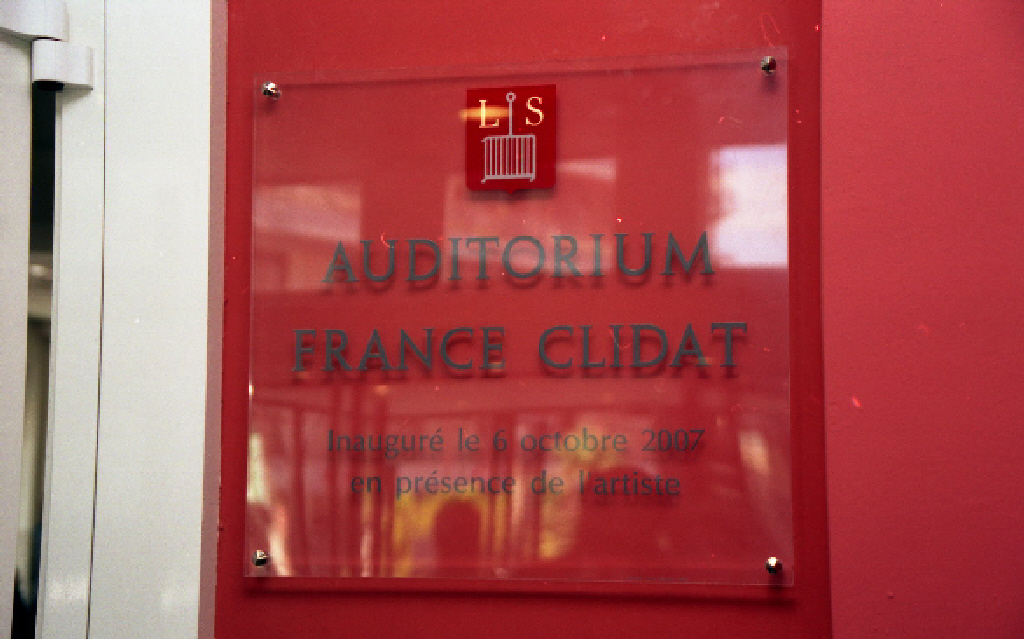 L S
AUDITORIUM
FRANCE CLIDAT
Inauguré le 6 octobre 2007
en présence de l'artiste